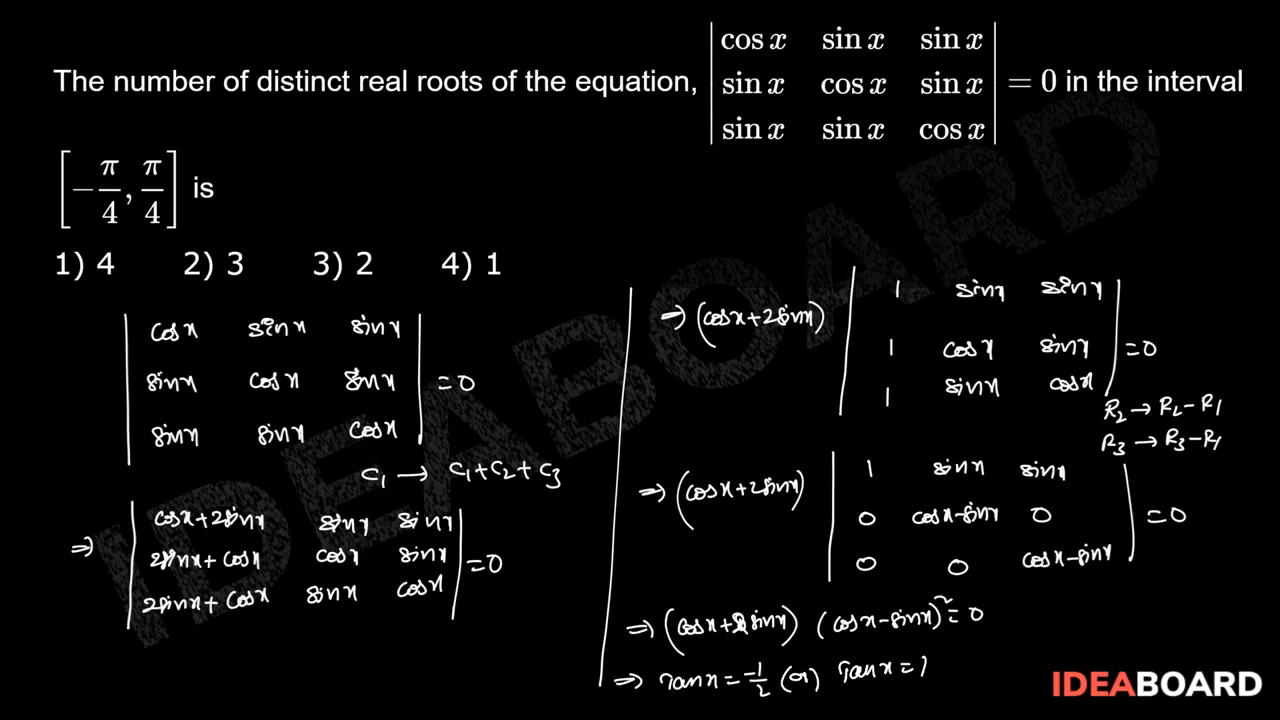 The number of distinct real roots of the equation, | cos x sin x sin x |
| sin x cos x sin x | = 0 in the interval
| sin x sin x cos x |
[-π/4, π/4] is
1) 4 2) 3 3) 2 4) 1
| cosx sinx sinx |
| sinx cosx sinx | = 0
| sinx sinx cosx |
C₁ → C₁+C₂+C₃
| cosx+2sinx sinx sinx |
⇒ | 2sinx+cosx cosx sinx | = 0
| 2sinx+cosx sinx cosx |
⇒ (cosx+2sinx) | 1 sinx sinx |
| 1 cosx sinx | = 0
| 1 sinx cosx |
R₂ → R₂-R₁
R₃ → R₃-R₁
⇒ (cosx+2sinx) | 1 sinx sinx |
| 0 cosx-sinx 0 | = 0
| 0 0 cosx-sinx |
⇒ (cosx+2sinx) (cosx-sinx)² = 0
⇒ Tanx = -1/2 (or) Tanx = 1
IDEABOARD
IDEABOARD